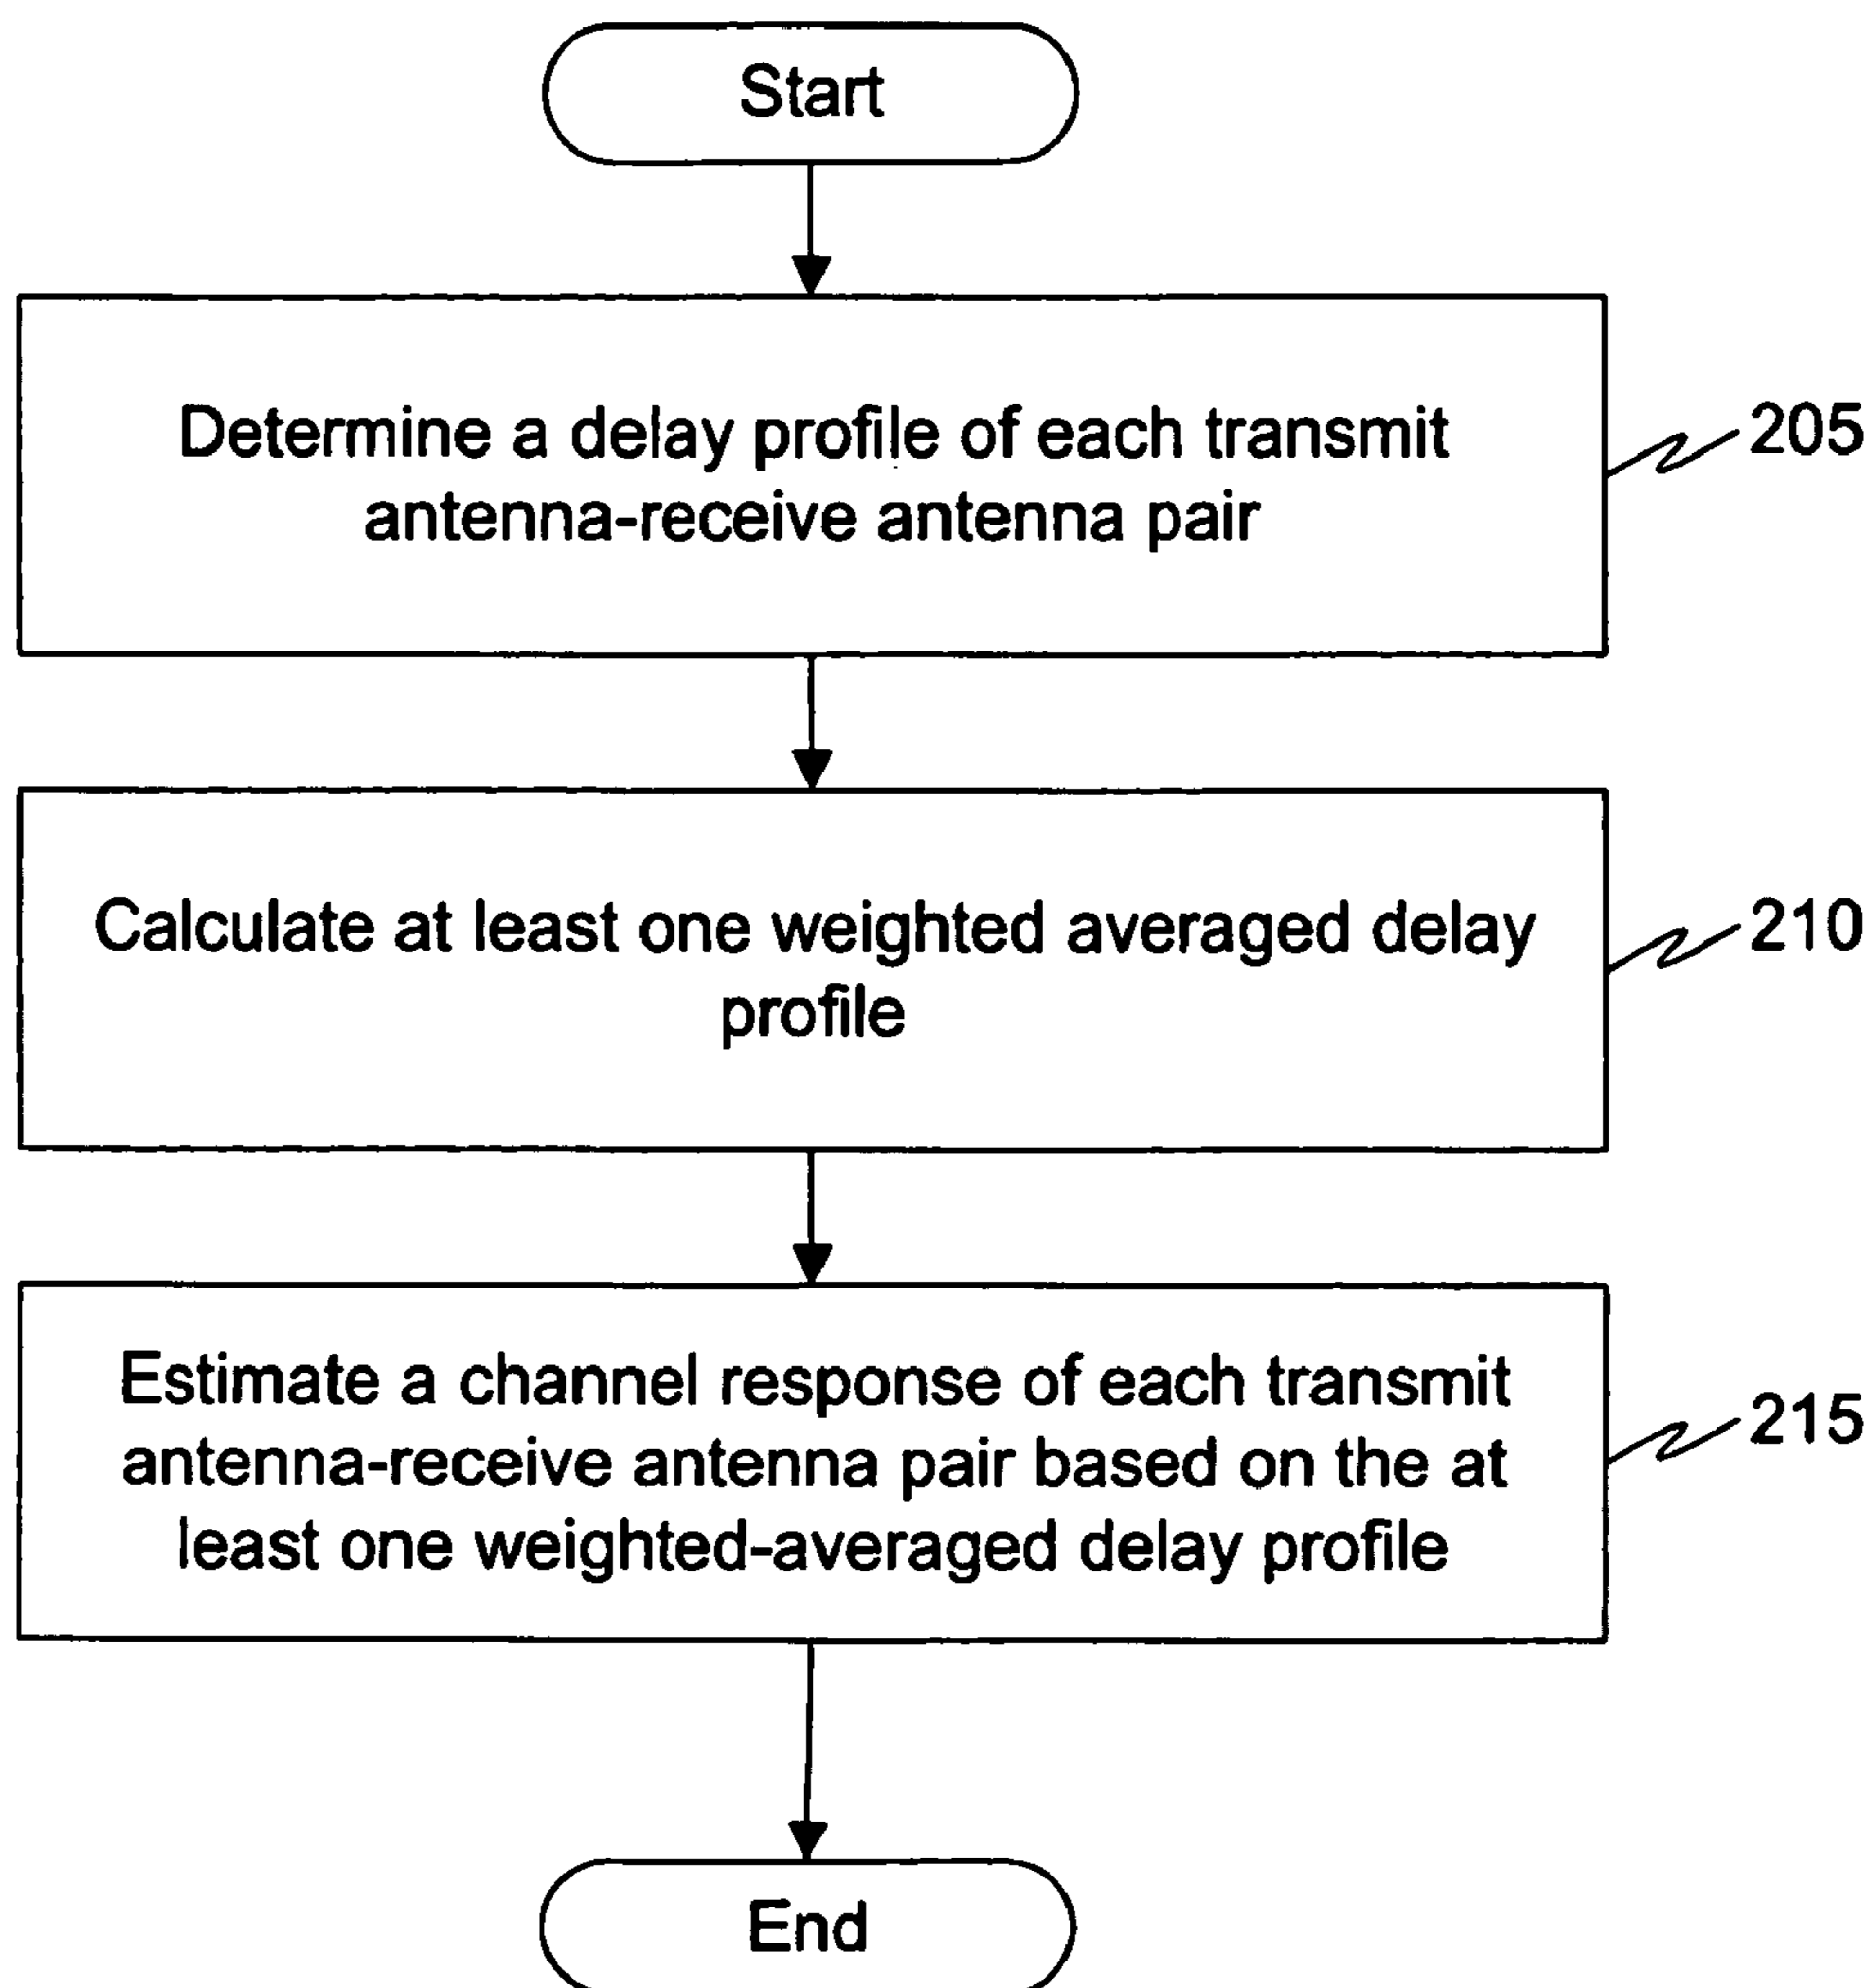 Start
Determine a delay profile of each transmit
antenna-receive antenna pair
205
Calculate at least one weighted averaged delay
profile
210
Estimate a channel response of each transmit
antenna-receive antenna pair based on the at
least one weighted-averaged delay profile
215
End